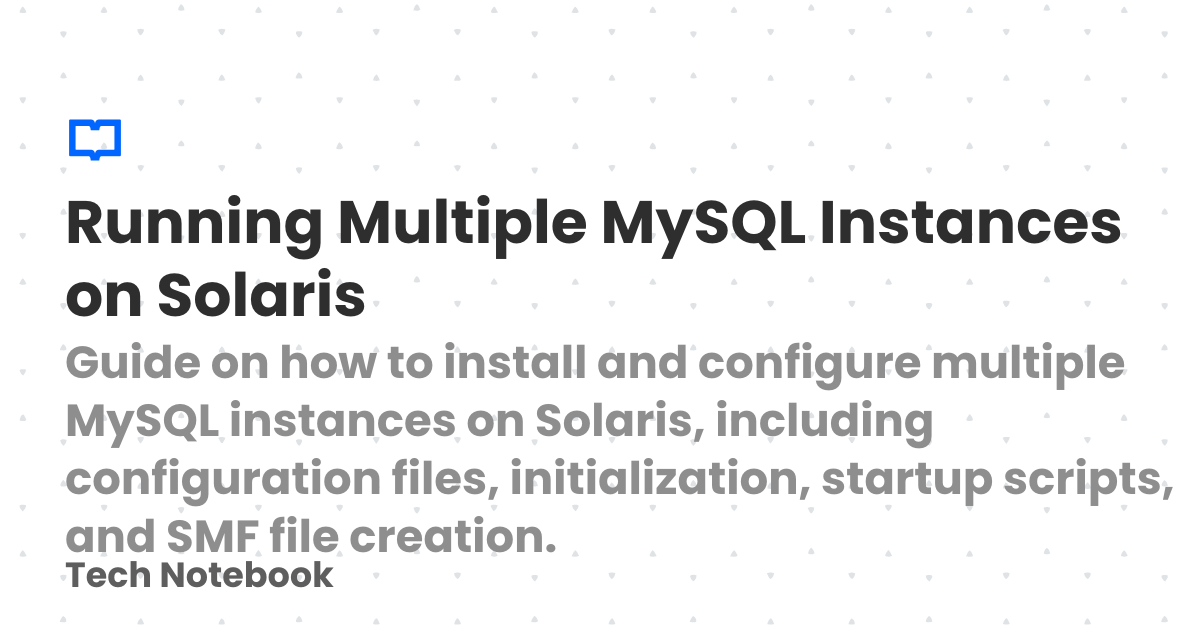 Running Multiple MySQL Instances
on Solaris
Guide on how to install and configure multiple
MySQL instances on Solaris, including
configuration files, initialization, startup scripts,
and SMF file creation.
Tech Notebook